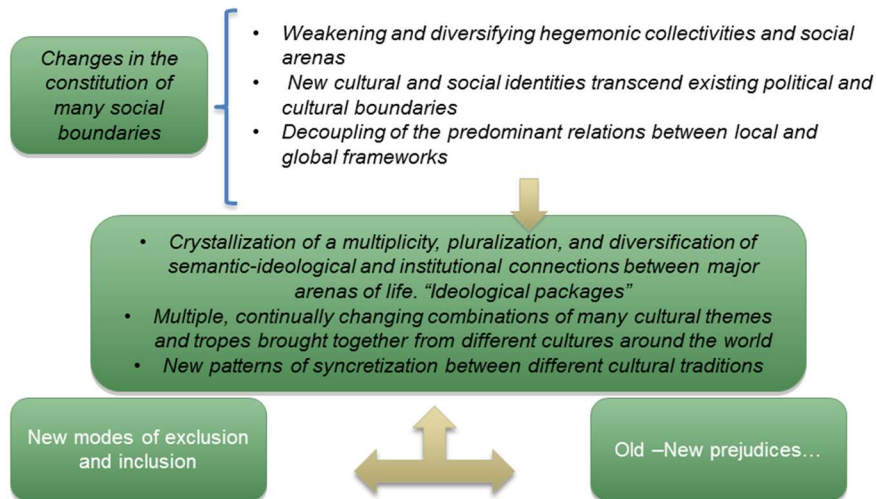 Changes in the
constitution of
many social
boundaries
• Weakening and diversifying hegemonic collectivities and social
arenas
• New cultural and social identities transcend existing political and
cultural boundaries
• Decoupling of the predominant relations between local and
global frameworks
• Crystallization of a multiplicity, pluralization, and diversification of
semantic-ideological and institutional connections between major
arenas of life. “Ideological packages”
• Multiple, continually changing combinations of many cultural themes
and tropes brought together from different cultures around the world
• New patterns of syncretization between different cultural traditions
New modes of exclusion
and inclusion
Old –New prejudices…